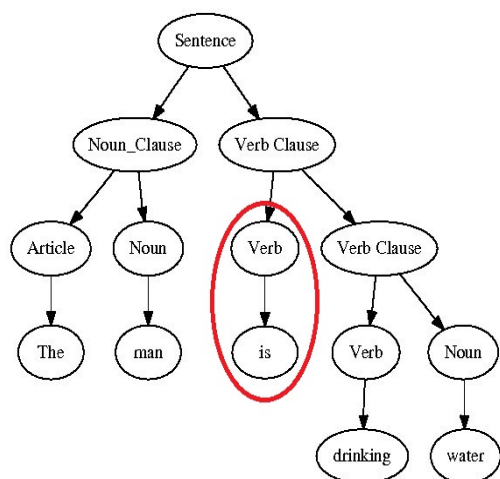 Sentence
Noun_Clause Verb Clause
Article Noun Verb Verb Clause
The man is Verb Noun
drinking water